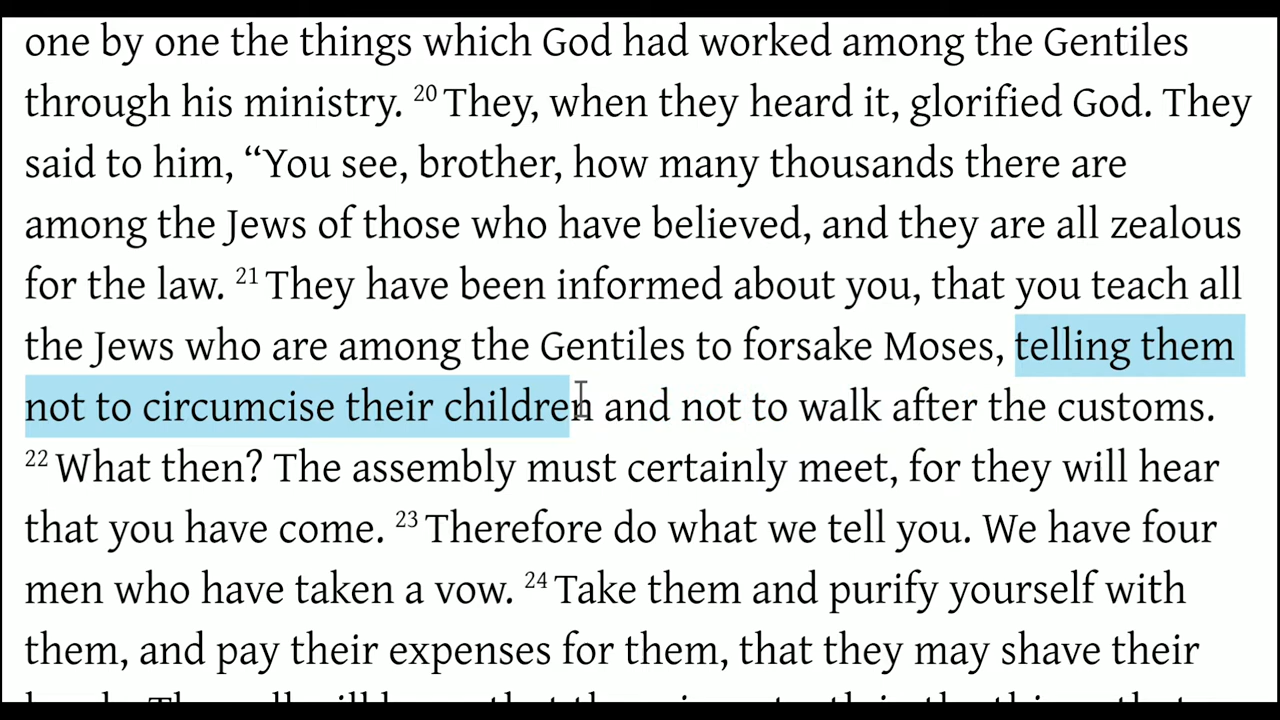 one by one the things which God had worked among the Gentiles
through his ministry. 20 They, when they heard it, glorified God. They
said to him, “You see, brother, how many thousands there are
among the Jews of those who have believed, and they are all zealous
for the law. 21 They have been informed about you, that you teach all
the Jews who are among the Gentiles to forsake Moses, telling them
not to circumcise their children and not to walk after the customs.
22 What then? The assembly must certainly meet, for they will hear
that you have come. 23 Therefore do what we tell you. We have four
men who have taken a vow. 24 Take them and purify yourself with
them, and pay their expenses for them, that they may shave their